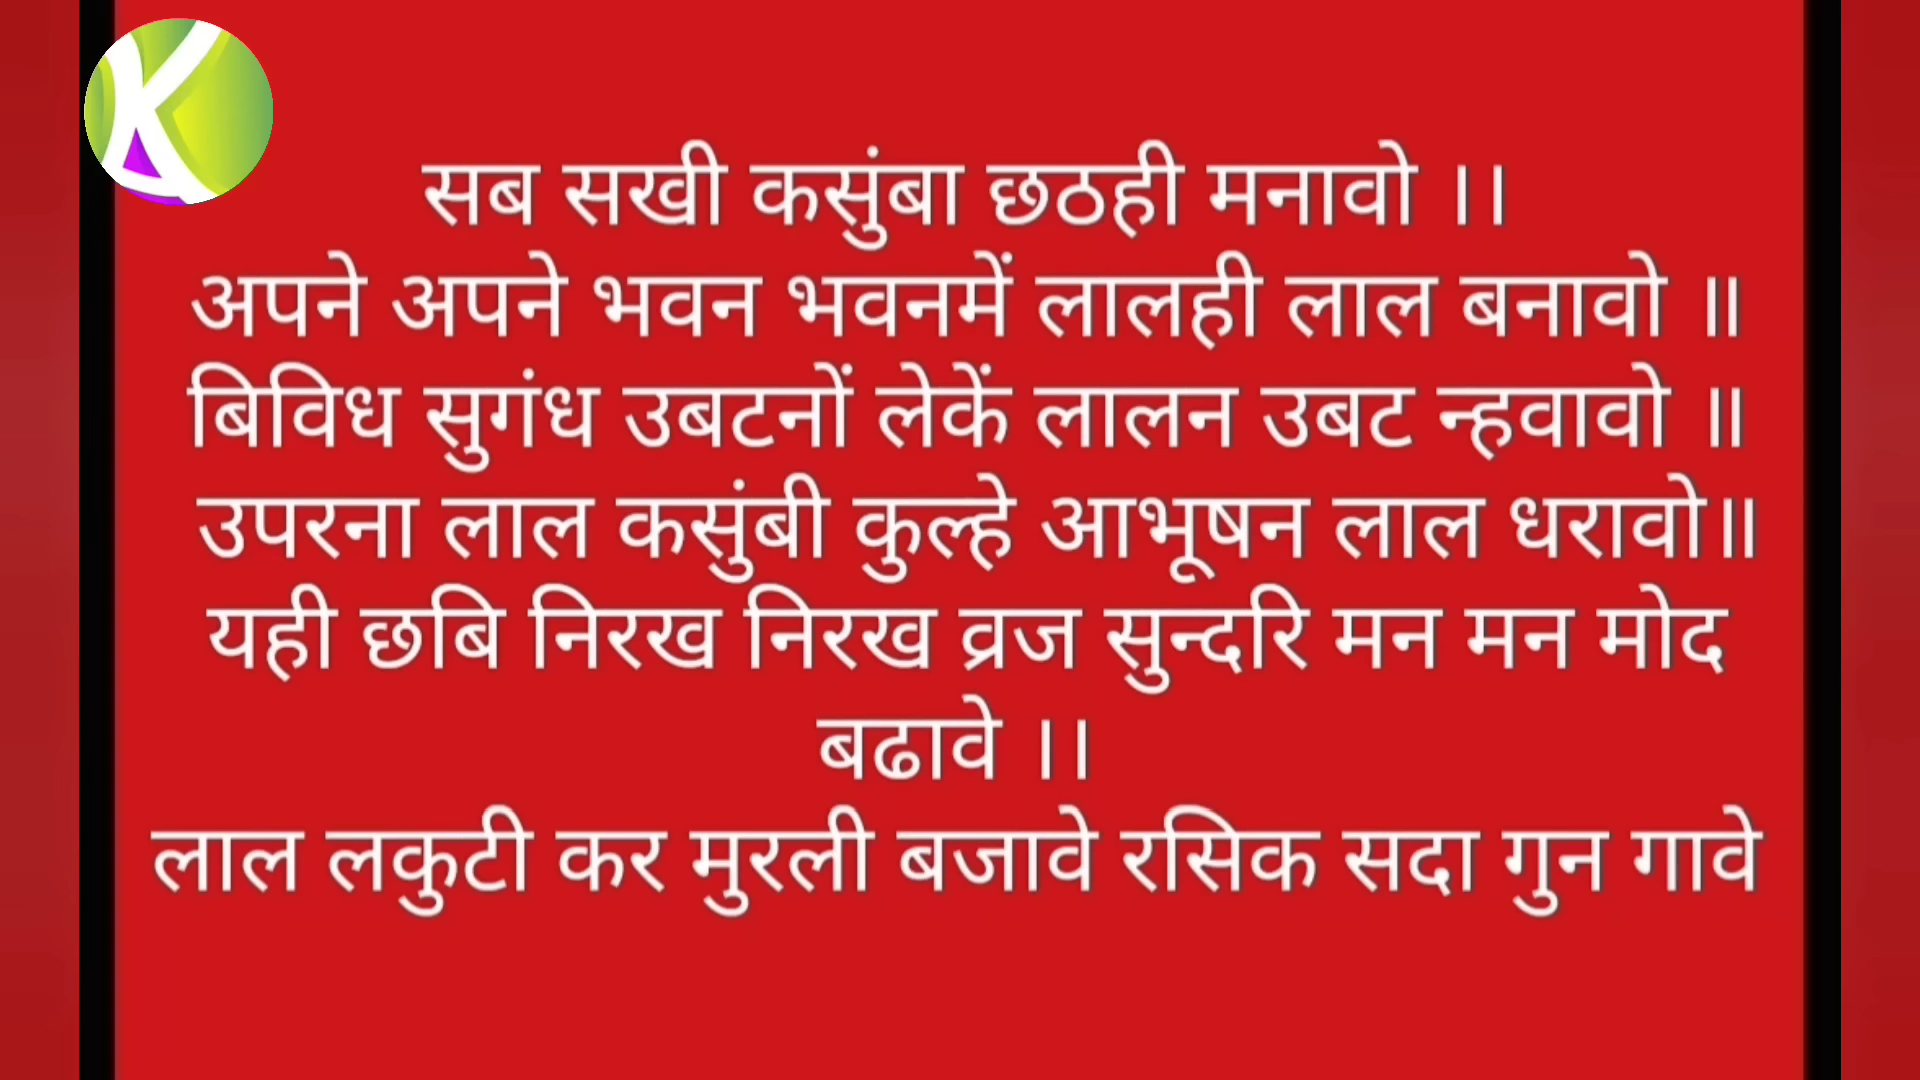 सब सखी कसुंबा छठही मनावो ।।
अपने अपने भवन भवनमें लालही लाल बनावो ॥
बिविध सुगंध उबटनों लेकें लालन उबट न्हवावो ॥
उपरना लाल कसुंबी कुल्हे आभूषन लाल धरावो॥
यही छबि निरख निरख व्रज सुन्दरि मन मन मोद
बढावे ।।
लाल लकुटी कर मुरली बजावे रसिक सदा गुन गावे